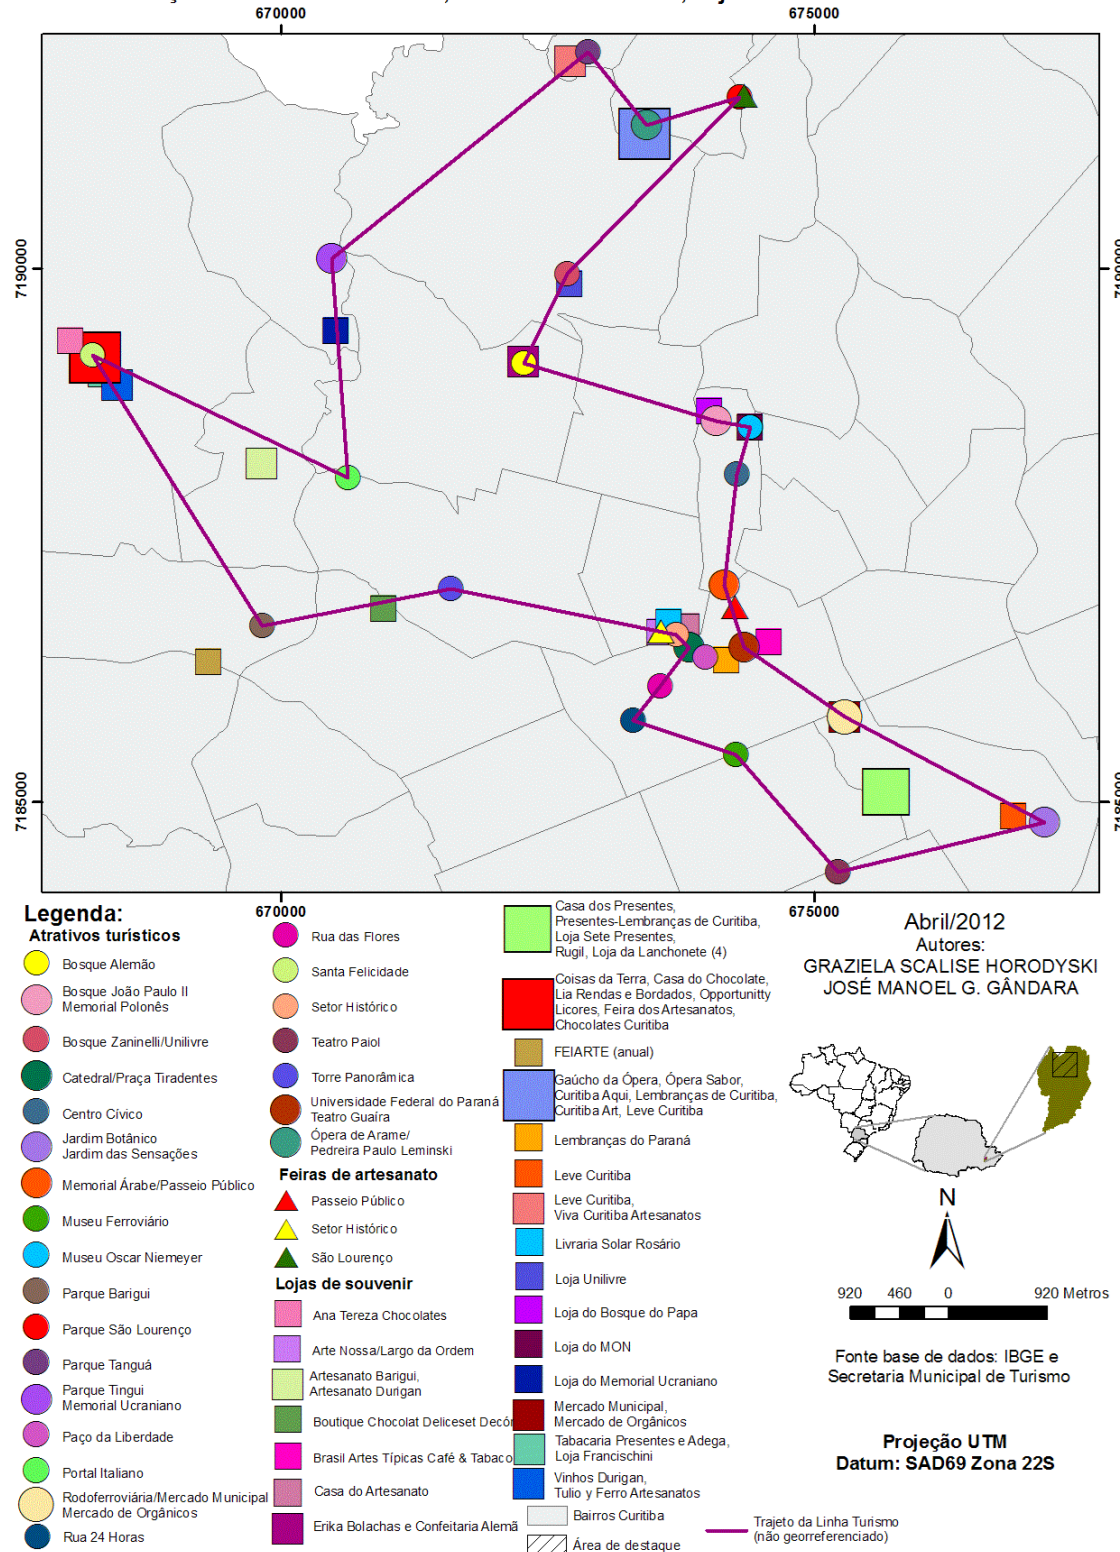 670000
675000
7190000
7190000
7185000
7185000
670000
675000
Legenda:
Atrativos turísticos
Bosque Alemão
Bosque João Paulo II
Memorial Polonês
Bosque Zaninelli/Unilivre
Catedral/Praça Tiradentes
Centro Cívico
Jardim Botânico
Jardim das Sensações
Memorial Árabe/Passeio Público
Museu Ferroviário
Museu Oscar Niemeyer
Parque Barigui
Parque São Lourenço
Parque Tanguá
Parque Tingui
Memorial Ucraniano
Paço da Liberdade
Portal Italiano
Rodoferroviária/Mercado Municipal
Mercado de Orgânicos
Rua 24 Horas
Rua das Flores
Santa Felicidade
Setor Histórico
Teatro Paiol
Torre Panorâmica
Universidade Federal do Paraná
Teatro Guaíra
Ópera de Arame/
Pedreira Paulo Leminski
Feiras de artesanato
Passeio Público
Setor Histórico
São Lourenço
Lojas de souvenir
Ana Tereza Chocolates
Arte Nossa/Largo da Ordem
Artesanato Barigui,
Artesanato Durigan
Boutique Chocolat Deliceset Decór
Brasil Artes Típicas Café & Tabaco
Casa do Artesanato
Erika Bolachas e Confeitaria Alemã
Casa dos Presentes,
Presentes-Lembranças de Curitiba,
Loja Sete Presentes,
Rugil, Loja da Lanchonete (4)
Coisas da Terra, Casa do Chocolate,
Lia Rendas e Bordados, Opportunitty
Licores, Feira dos Artesanatos,
Chocolates Curitiba
FEIARTE (anual)
Gaúcho da Ópera, Ópera Sabor,
Curitiba Aqui, Lembranças de Curitiba,
Curitiba Art, Leve Curitiba
Lembranças do Paraná
Leve Curitiba
Leve Curitiba,
Viva Curitiba Artesanatos
Livraria Solar Rosário
Loja Unilivre
Loja do Bosque do Papa
Loja do MON
Loja do Memorial Ucraniano
Mercado Municipal,
Mercado de Orgânicos
Tabacaria Presentes e Adega,
Loja Francischini
Vinhos Durigan,
Tulio y Ferro Artesanatos
Bairros Curitiba
Área de destaque
Trajeto da Linha Turismo
(não georreferenciado)
Abril/2012
Autores:
GRAZIELA SCALISE HORODYSKI
JOSÉ MANOEL G. GÂNDARA
N
920 460 0 920 Metros
Fonte base de dados: IBGE e
Secretaria Municipal de Turismo
Projeção UTM
Datum: SAD69 Zona 22S